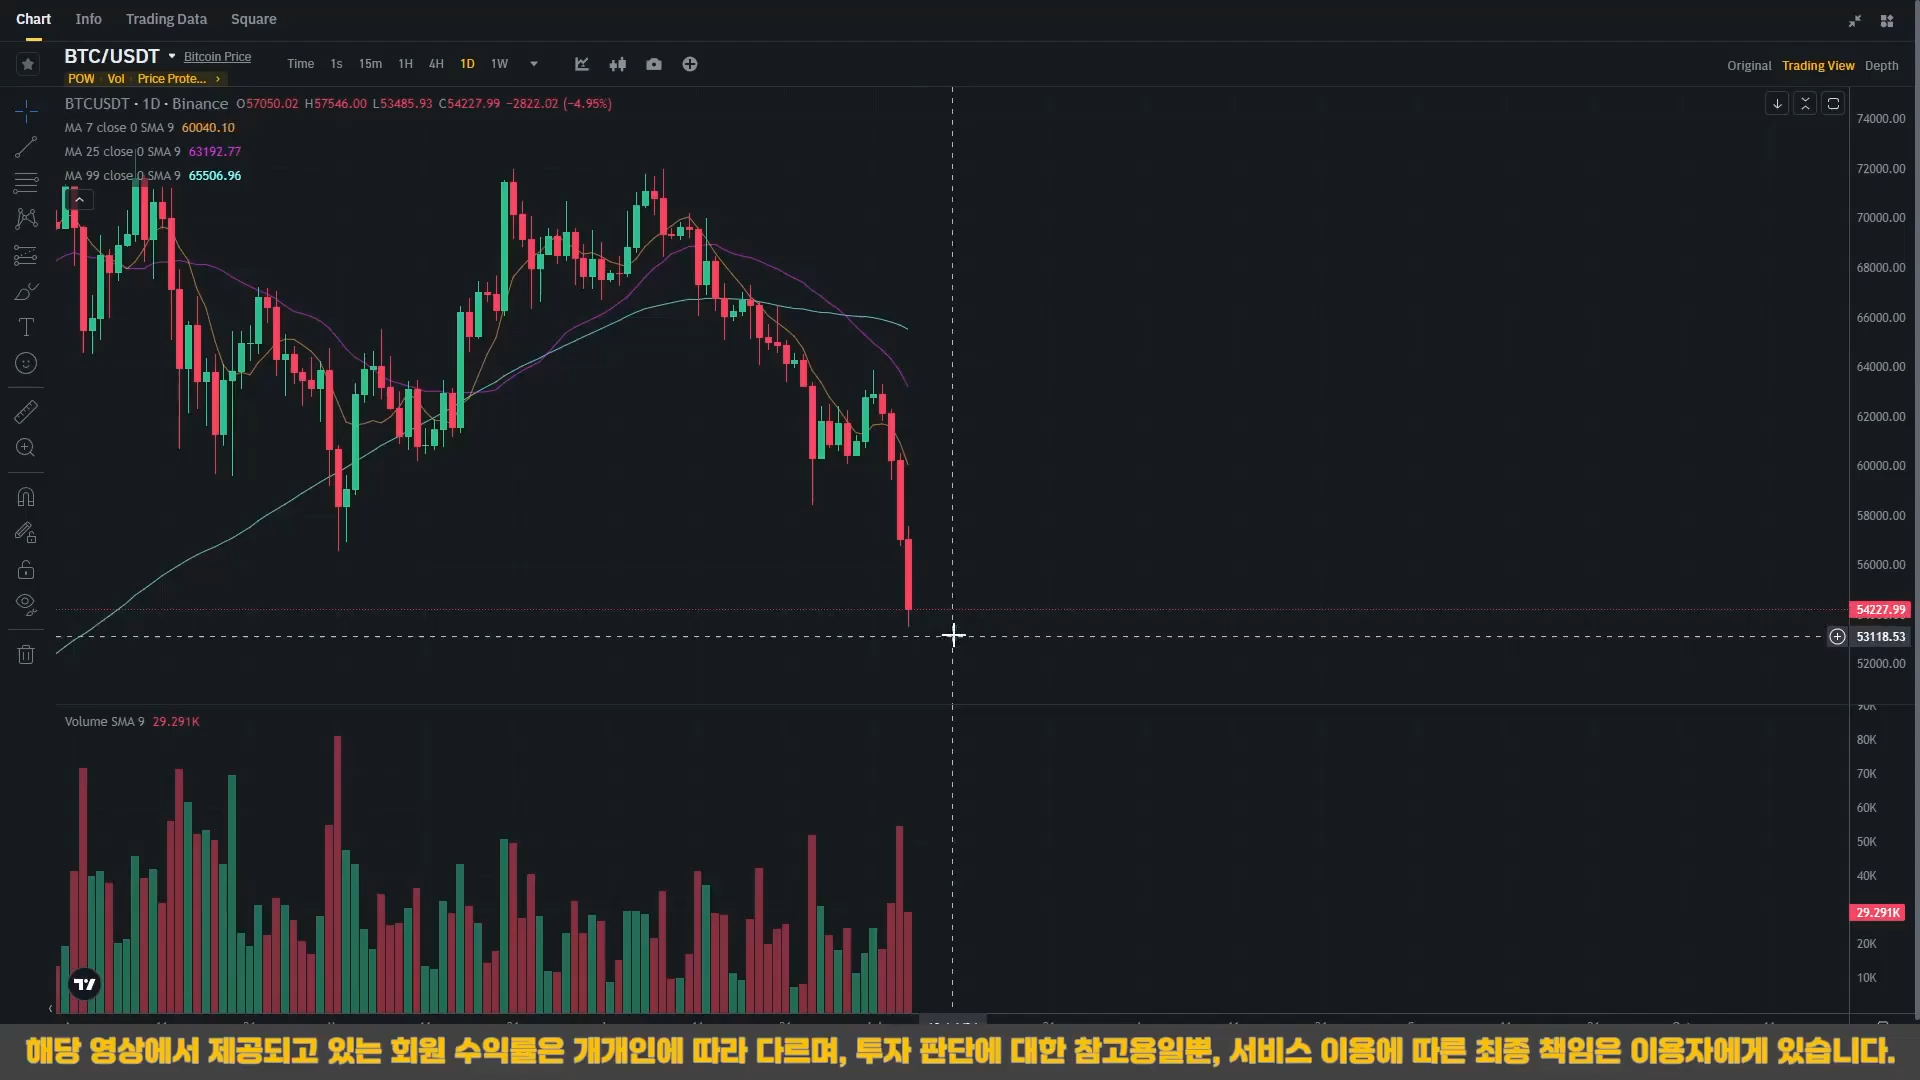 Chart Info Trading Data Square
BTC/USDT Bitcoin Price
Time 1s 15m 1H 4H 1D 1W
Original Trading View Depth
POW Vol Price Prote...
BTCUSDT · 1D · Binance O57050.02 H57546.00 L53485.93 C54227.99 −2822.02 (−4.95%)
MA 7 close 0 SMA 9 60040.10
MA 25 close 0 SMA 9 63192.77
MA 99 close 0 SMA 9 65506.96
74000.00
72000.00
70000.00
68000.00
66000.00
64000.00
62000.00
60000.00
58000.00
56000.00
54227.99
53118.53
52000.00
Volume SMA 9 29.291K
90K
80K
70K
60K
50K
40K
29.291K
20K
10K
해당 영상에서 제공되고 있는 회원 수익률은 개개인에 따라 다르며, 투자 판단에 대한 참고용일뿐, 서비스 이용에 따른 최종 책임은 이용자에게 있습니다.